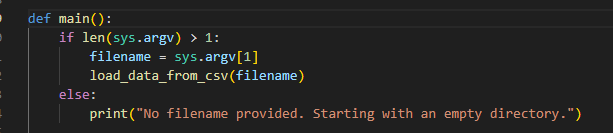 def main():
    if len(sys.argv) > 1:
        filename = sys.argv[1]
        load_data_from_csv(filename)
    else:
        print("No filename provided. Starting with an empty directory.")